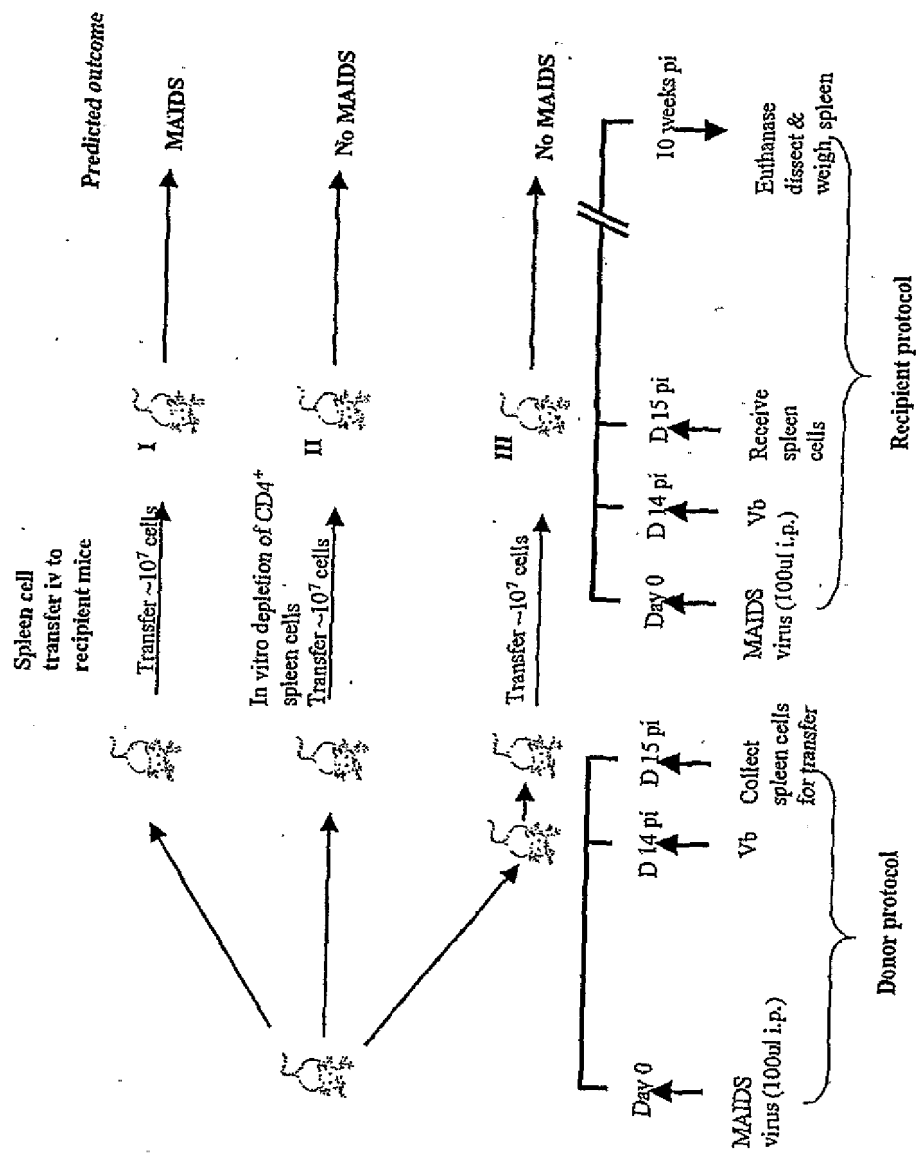 Spleen cell
transfer iv to
recipient mice
Predicted outcome
Transfer ~10⁷ cells
I
MAIDS
In vitro depletion of CD4⁺
spleen cells
Transfer ~10⁷ cells
II
No MAIDS
Transfer ~10⁷ cells
III
No MAIDS
Day 0
D 14 pi
D 15 pi
MAIDS
virus (100ul i.p.)
Vb
Collect
spleen cells
for transfer
Donor protocol
Day 0
D 14 pi
D 15 pi
10 weeks pi
MAIDS
virus (100ul i.p.)
Vb
Receive
spleen
cells
Euthanase
dissect &
weigh, spleen
Recipient protocol